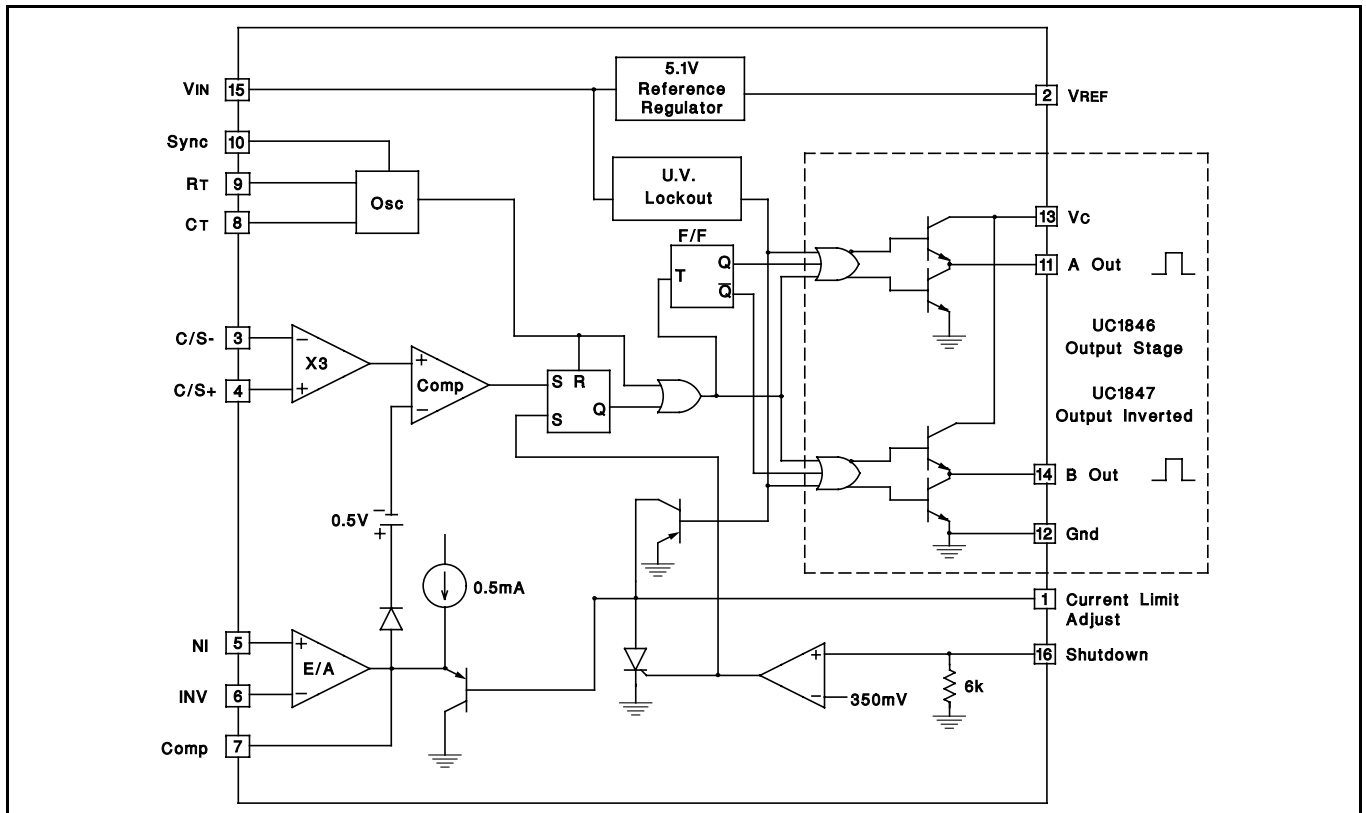 5.1V
Reference
Regulator
VIN
15
2
VREF
Sync
10
RT
9
Osc
CT
8
U.V.
Lockout
F/F
T
Q
Q̅
13
VC
11
A Out
UC1846
Output Stage
UC1847
Output Inverted
C/S-
3
C/S+
4
−
X3
+
+
Comp
−
S R
Q
S
14
B Out
12
Gnd
0.5V
−
+
0.5mA
1
Current Limit
Adjust
NI
5
INV
6
+
E/A
−
Comp
7
+
−
350mV
16
Shutdown
6k